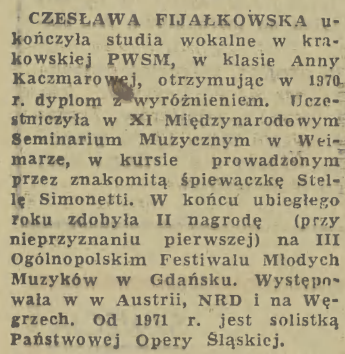 CZESŁAWA FIJAŁKOWSKA u-
kończyła studia wokalne w kra-
kowskiej PWSM, w klasie Anny
Kaczmarowej, otrzymując w 1970
r. dyplom z wyróżnieniem. Ucze-
stniczyła w XI Międzynarodowym
Seminarium Muzycznym w Wei-
marze, w kursie prowadzonym
przez znakomitą śpiewaczkę Stel-
lę Simonetti. W końcu ubiegłego
roku zdobyła II nagrodę (przy
nieprzyznaniu pierwszej) na III
Ogólnopolskim Festiwalu Młodych
Muzyków w Gdańsku. Występo-
wała w w Austrii, NRD i na Wę-
grzech. Od 1971 r. jest solistką
Państwowej Opery Śląskiej.